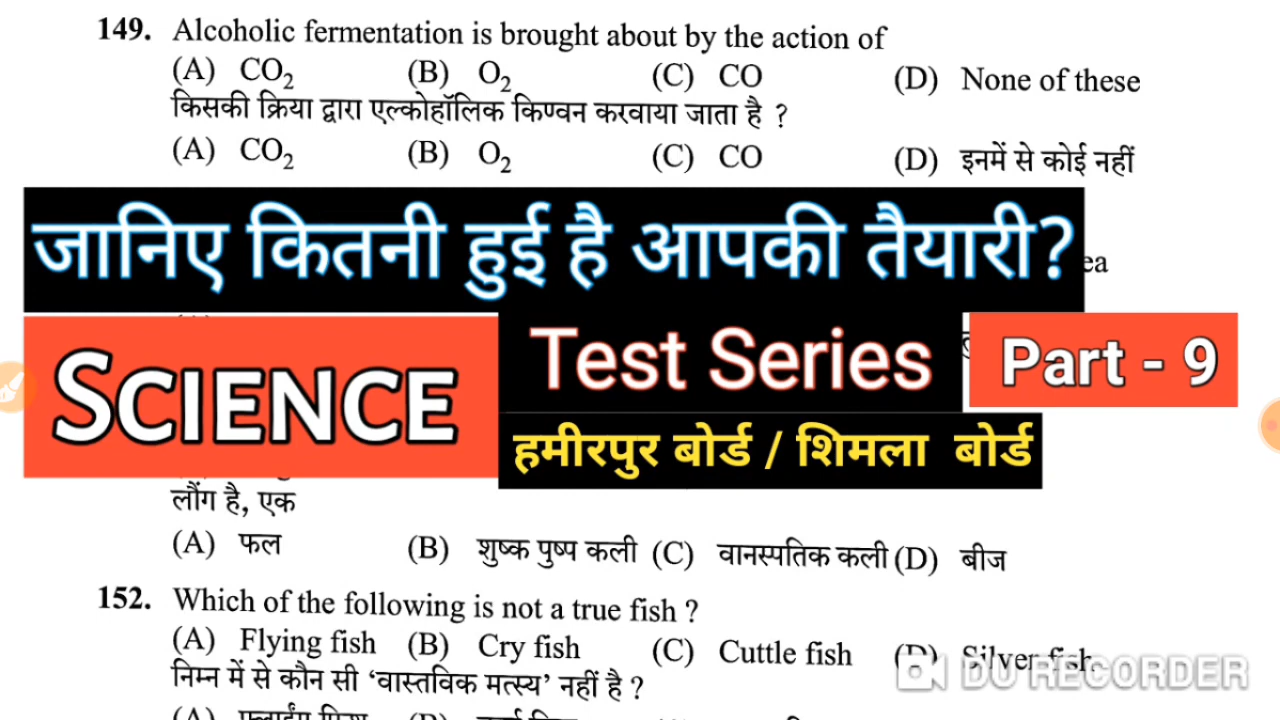 149. Alcoholic fermentation is brought about by the action of
(A) CO₂ (B) O₂ (C) CO (D) None of these
किसकी क्रिया द्वारा एल्कोहॉलिक किण्वन करवाया जाता है ?
(A) CO₂ (B) O₂ (C) CO (D) इनमें से कोई नहीं
जानिए कितनी हुई है आपकी तैयारी?
ea
SCIENCE
Test Series
Part - 9
हमीरपुर बोर्ड / शिमला बोर्ड
लौंग है, एक
(A) फल (B) शुष्क पुष्प कली (C) वानस्पतिक कली (D) बीज
152. Which of the following is not a true fish ?
(A) Flying fish (B) Cry fish (C) Cuttle fish (D) Silver fish
DU RECORDER
निम्न में से कौन सी ‘वास्तविक मत्स्य’ नहीं है ?